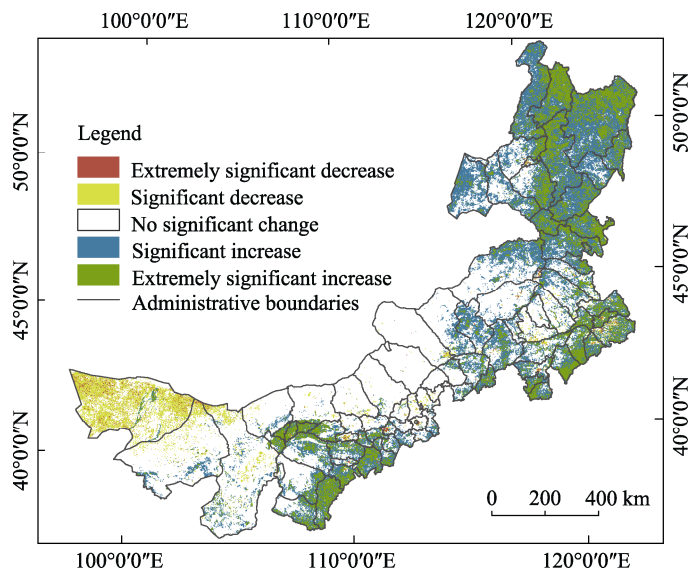 100°0′0″E 110°0′0″E 120°0′0″E
50°0′0″N
45°0′0″N
40°0′0″N
Legend
Extremely significant decrease
Significant decrease
No significant change
Significant increase
Extremely significant increase
Administrative boundaries
50°0′0″N
45°0′0″N
40°0′0″N
0 200 400 km
100°0′0″E 110°0′0″E 120°0′0″E